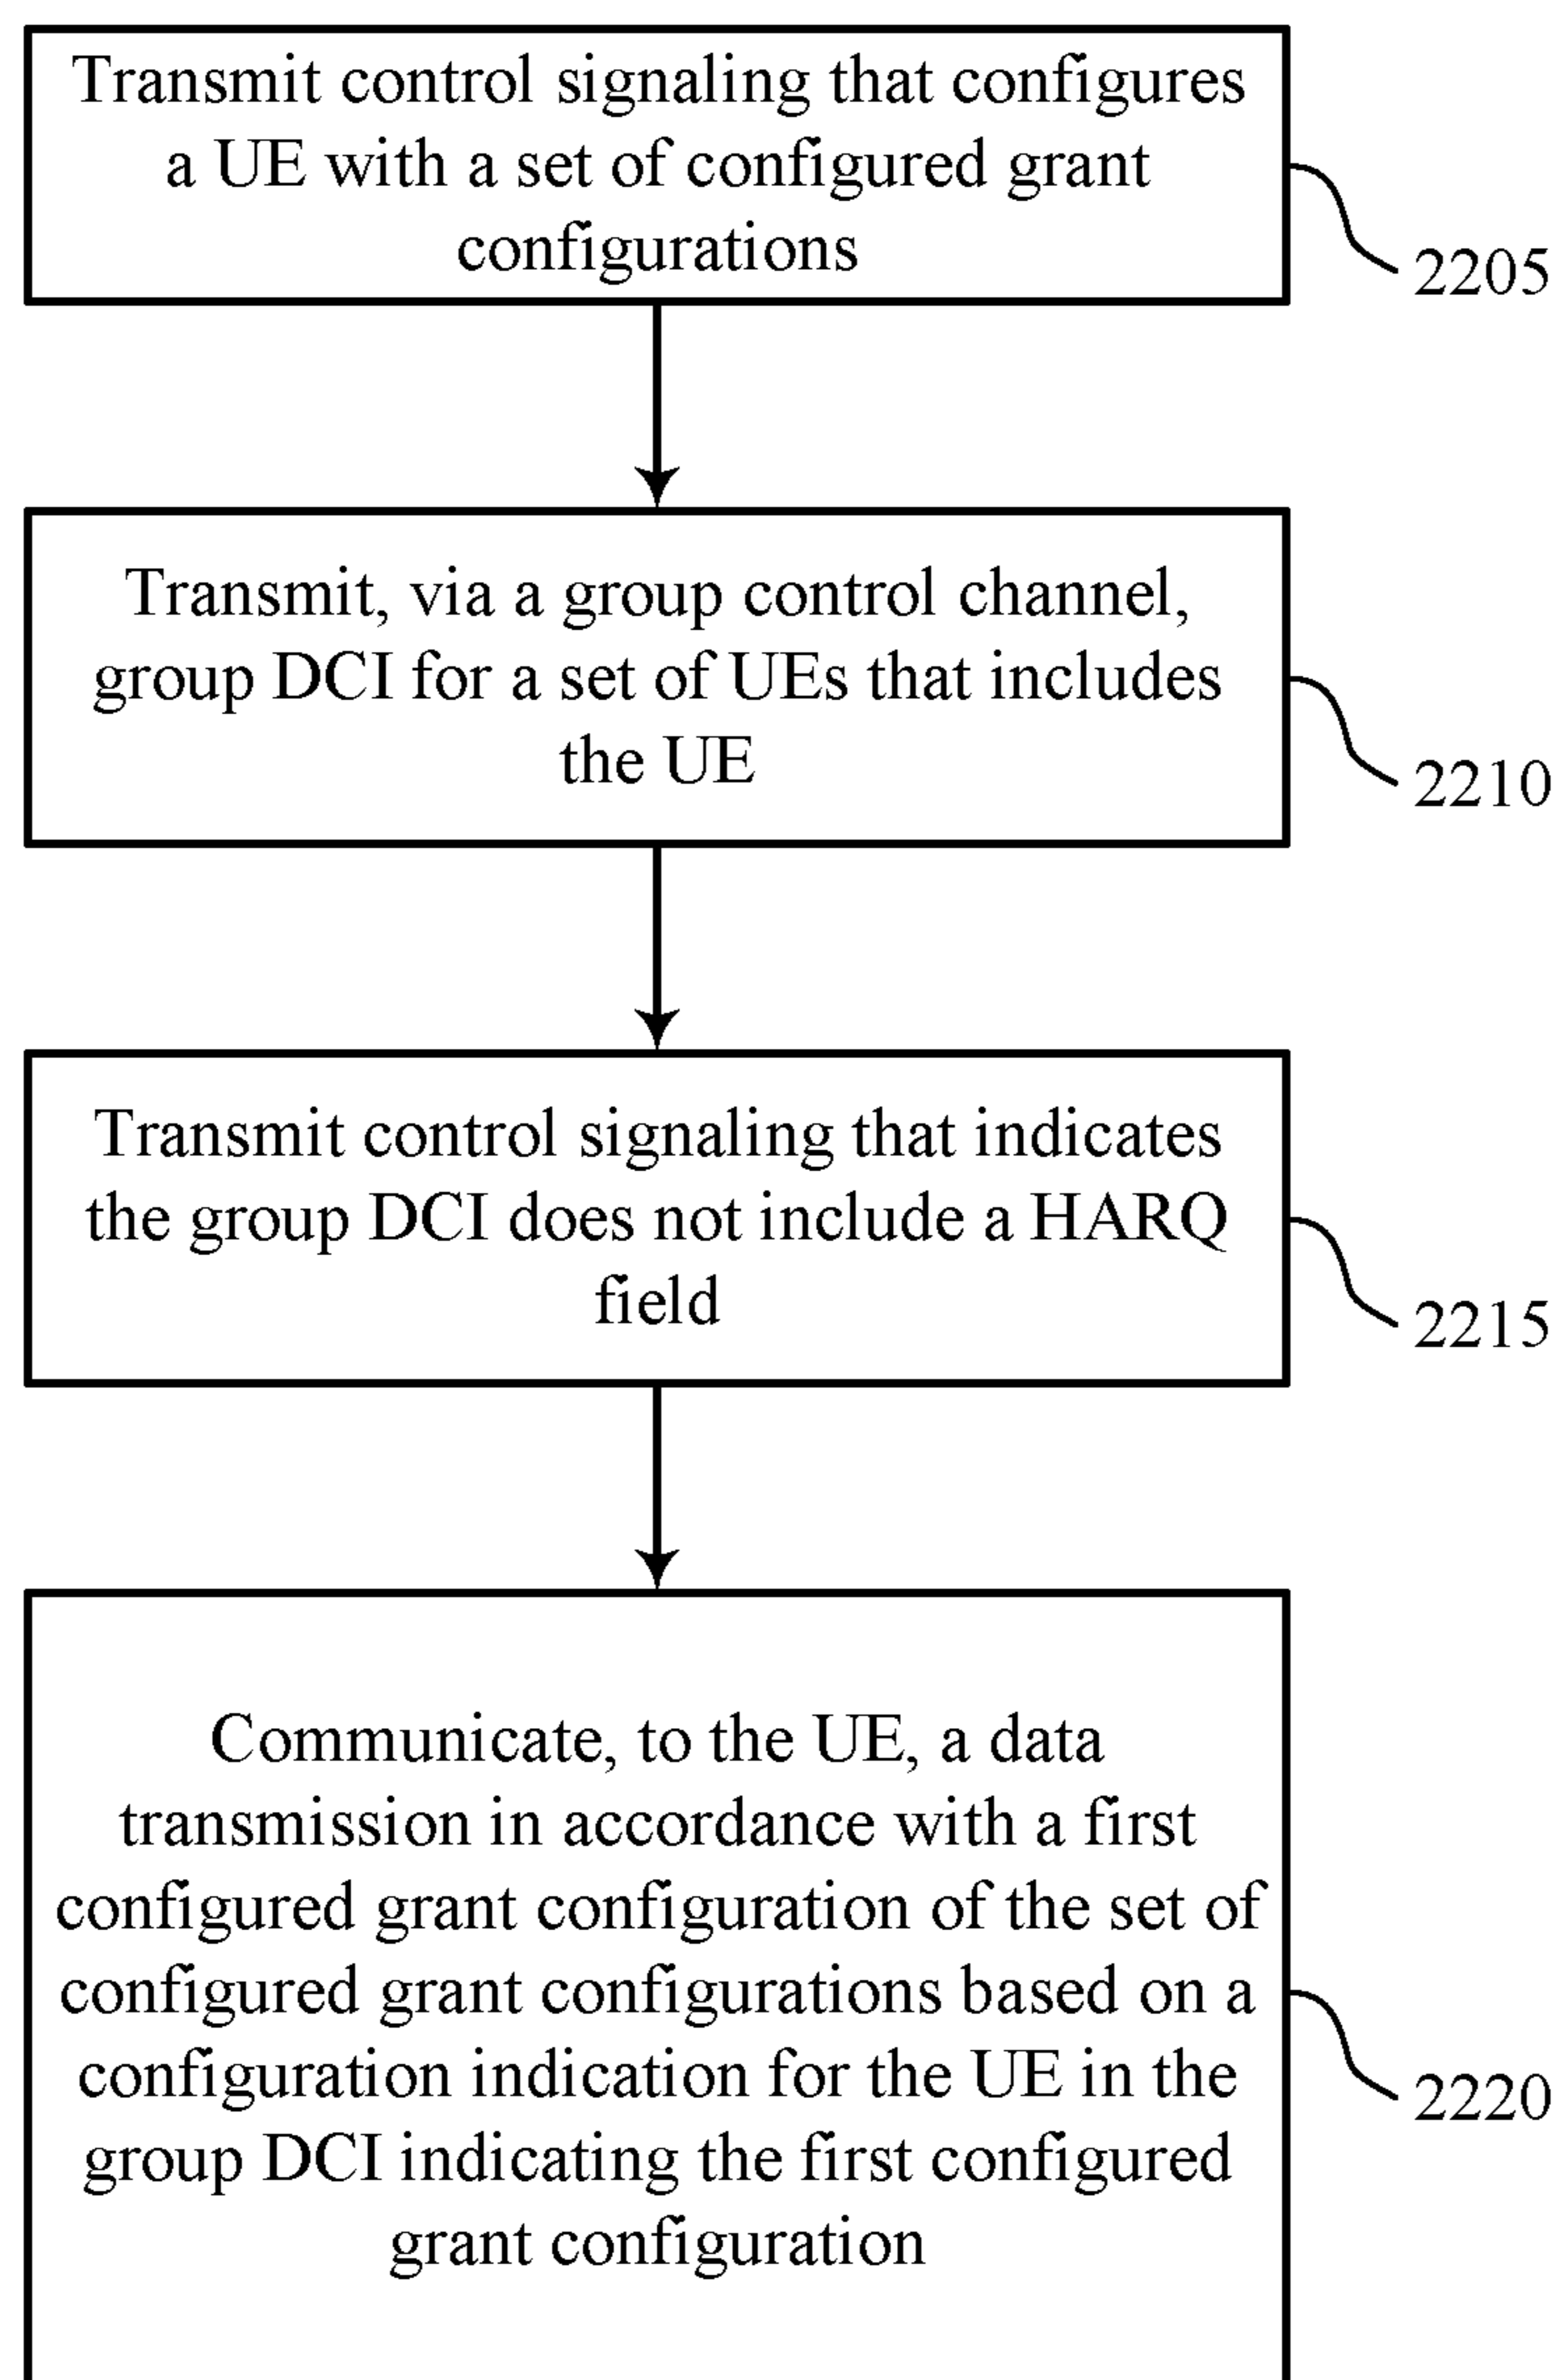 Transmit control signaling that configures
a UE with a set of configured grant
configurations
2205
Transmit, via a group control channel,
group DCI for a set of UEs that includes
the UE
2210
Transmit control signaling that indicates
the group DCI does not include a HARQ
field
2215
Communicate, to the UE, a data
transmission in accordance with a first
configured grant configuration of the set of
configured grant configurations based on a
configuration indication for the UE in the
group DCI indicating the first configured
grant configuration
2220